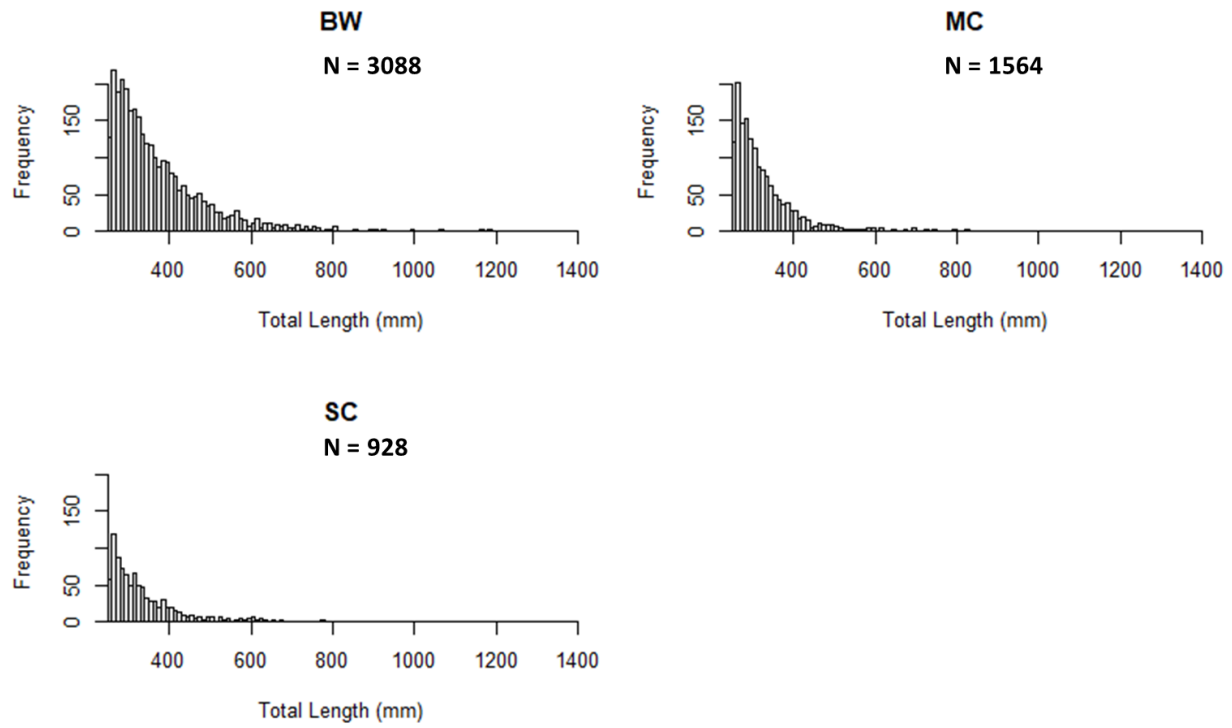 BW
N = 3088
Frequency
0 50 150
400 600 800 1000 1200 1400
Total Length (mm)
MC
N = 1564
Frequency
0 50 150
400 600 800 1000 1200 1400
Total Length (mm)
SC
N = 928
Frequency
0 50 150
400 600 800 1000 1200 1400
Total Length (mm)